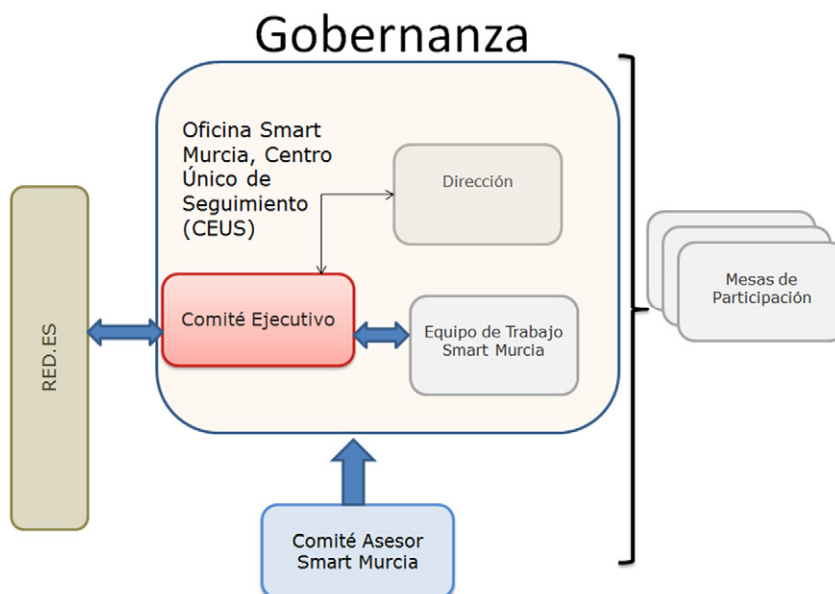 Gobernanza
Oficina Smart
Murcia, Centro
Único de
Seguimiento
(CEUS)
Dirección
Comité Ejecutivo
Equipo de Trabajo
Smart Murcia
RED.ES
Mesas de
Participación
Comité Asesor
Smart Murcia